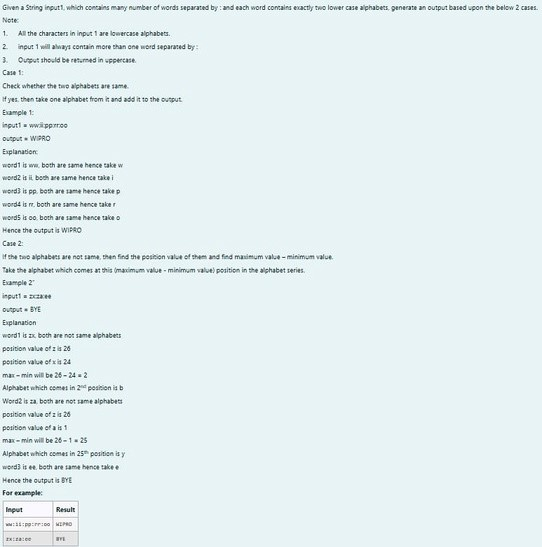 Given a String input1, which contains many number of words separated by : and each word contains exactly two lower case alphabets, generate an output based upon the below 2 cases.
Note:
1. All the characters in input 1 are lowercase alphabets.
2. input 1 will always contain more than one word separated by :
3. Output should be returned in uppercase.
Case 1:
Check whether the two alphabets are same.
If yes, then take one alphabet from it and add it to the output.
Example 1:
input1 = ww:ii:pp:rr:oo
output = WIPRO
Explanation:
word1 is ww, both are same hence take w
word2 is ii, both are same hence take i
word3 is pp, both are same hence take p
word4 is rr, both are same hence take r
word5 is oo, both are same hence take o
Hence the output is WIPRO
Case 2:
If the two alphabets are not same, then find the position value of them and find maximum value – minimum value.
Take the alphabet which comes at this (maximum value - minimum value) position in the alphabet series.
Example 2"
input1 = zx:za:ee
output = BYE
Explanation
word1 is zx, both are not same alphabets
position value of z is 26
position value of x is 24
max – min will be 26 – 24 = 2
Alphabet which comes in 2nd position is b
Word2 is za, both are not same alphabets
position value of z is 26
position value of a is 1
max – min will be 26 – 1 = 25
Alphabet which comes in 25th position is y
word3 is ee, both are same hence take e
Hence the output is BYE
For example:
Input Result
ww:ii:pp:rr:oo WIPRO
zx:za:ee BYE